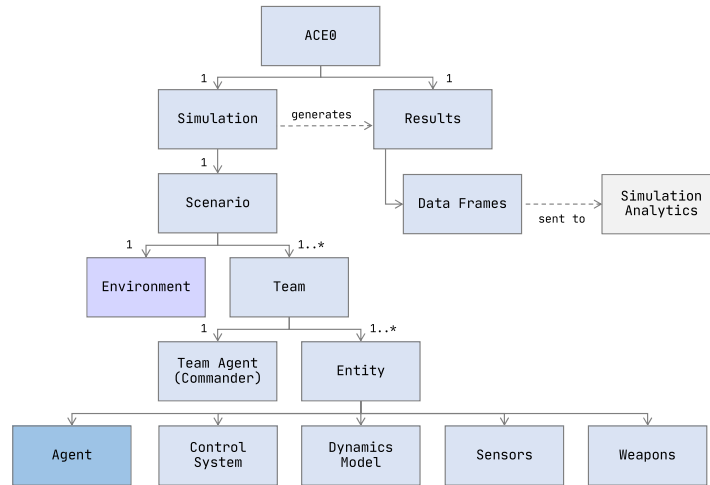 ACE0
1
1
Simulation
generates
Results
1
Scenario
Data Frames
sent to
Simulation
Analytics
1
1..*
Environment
Team
1
1..*
Team Agent
(Commander)
Entity
Agent
Control
System
Dynamics
Model
Sensors
Weapons